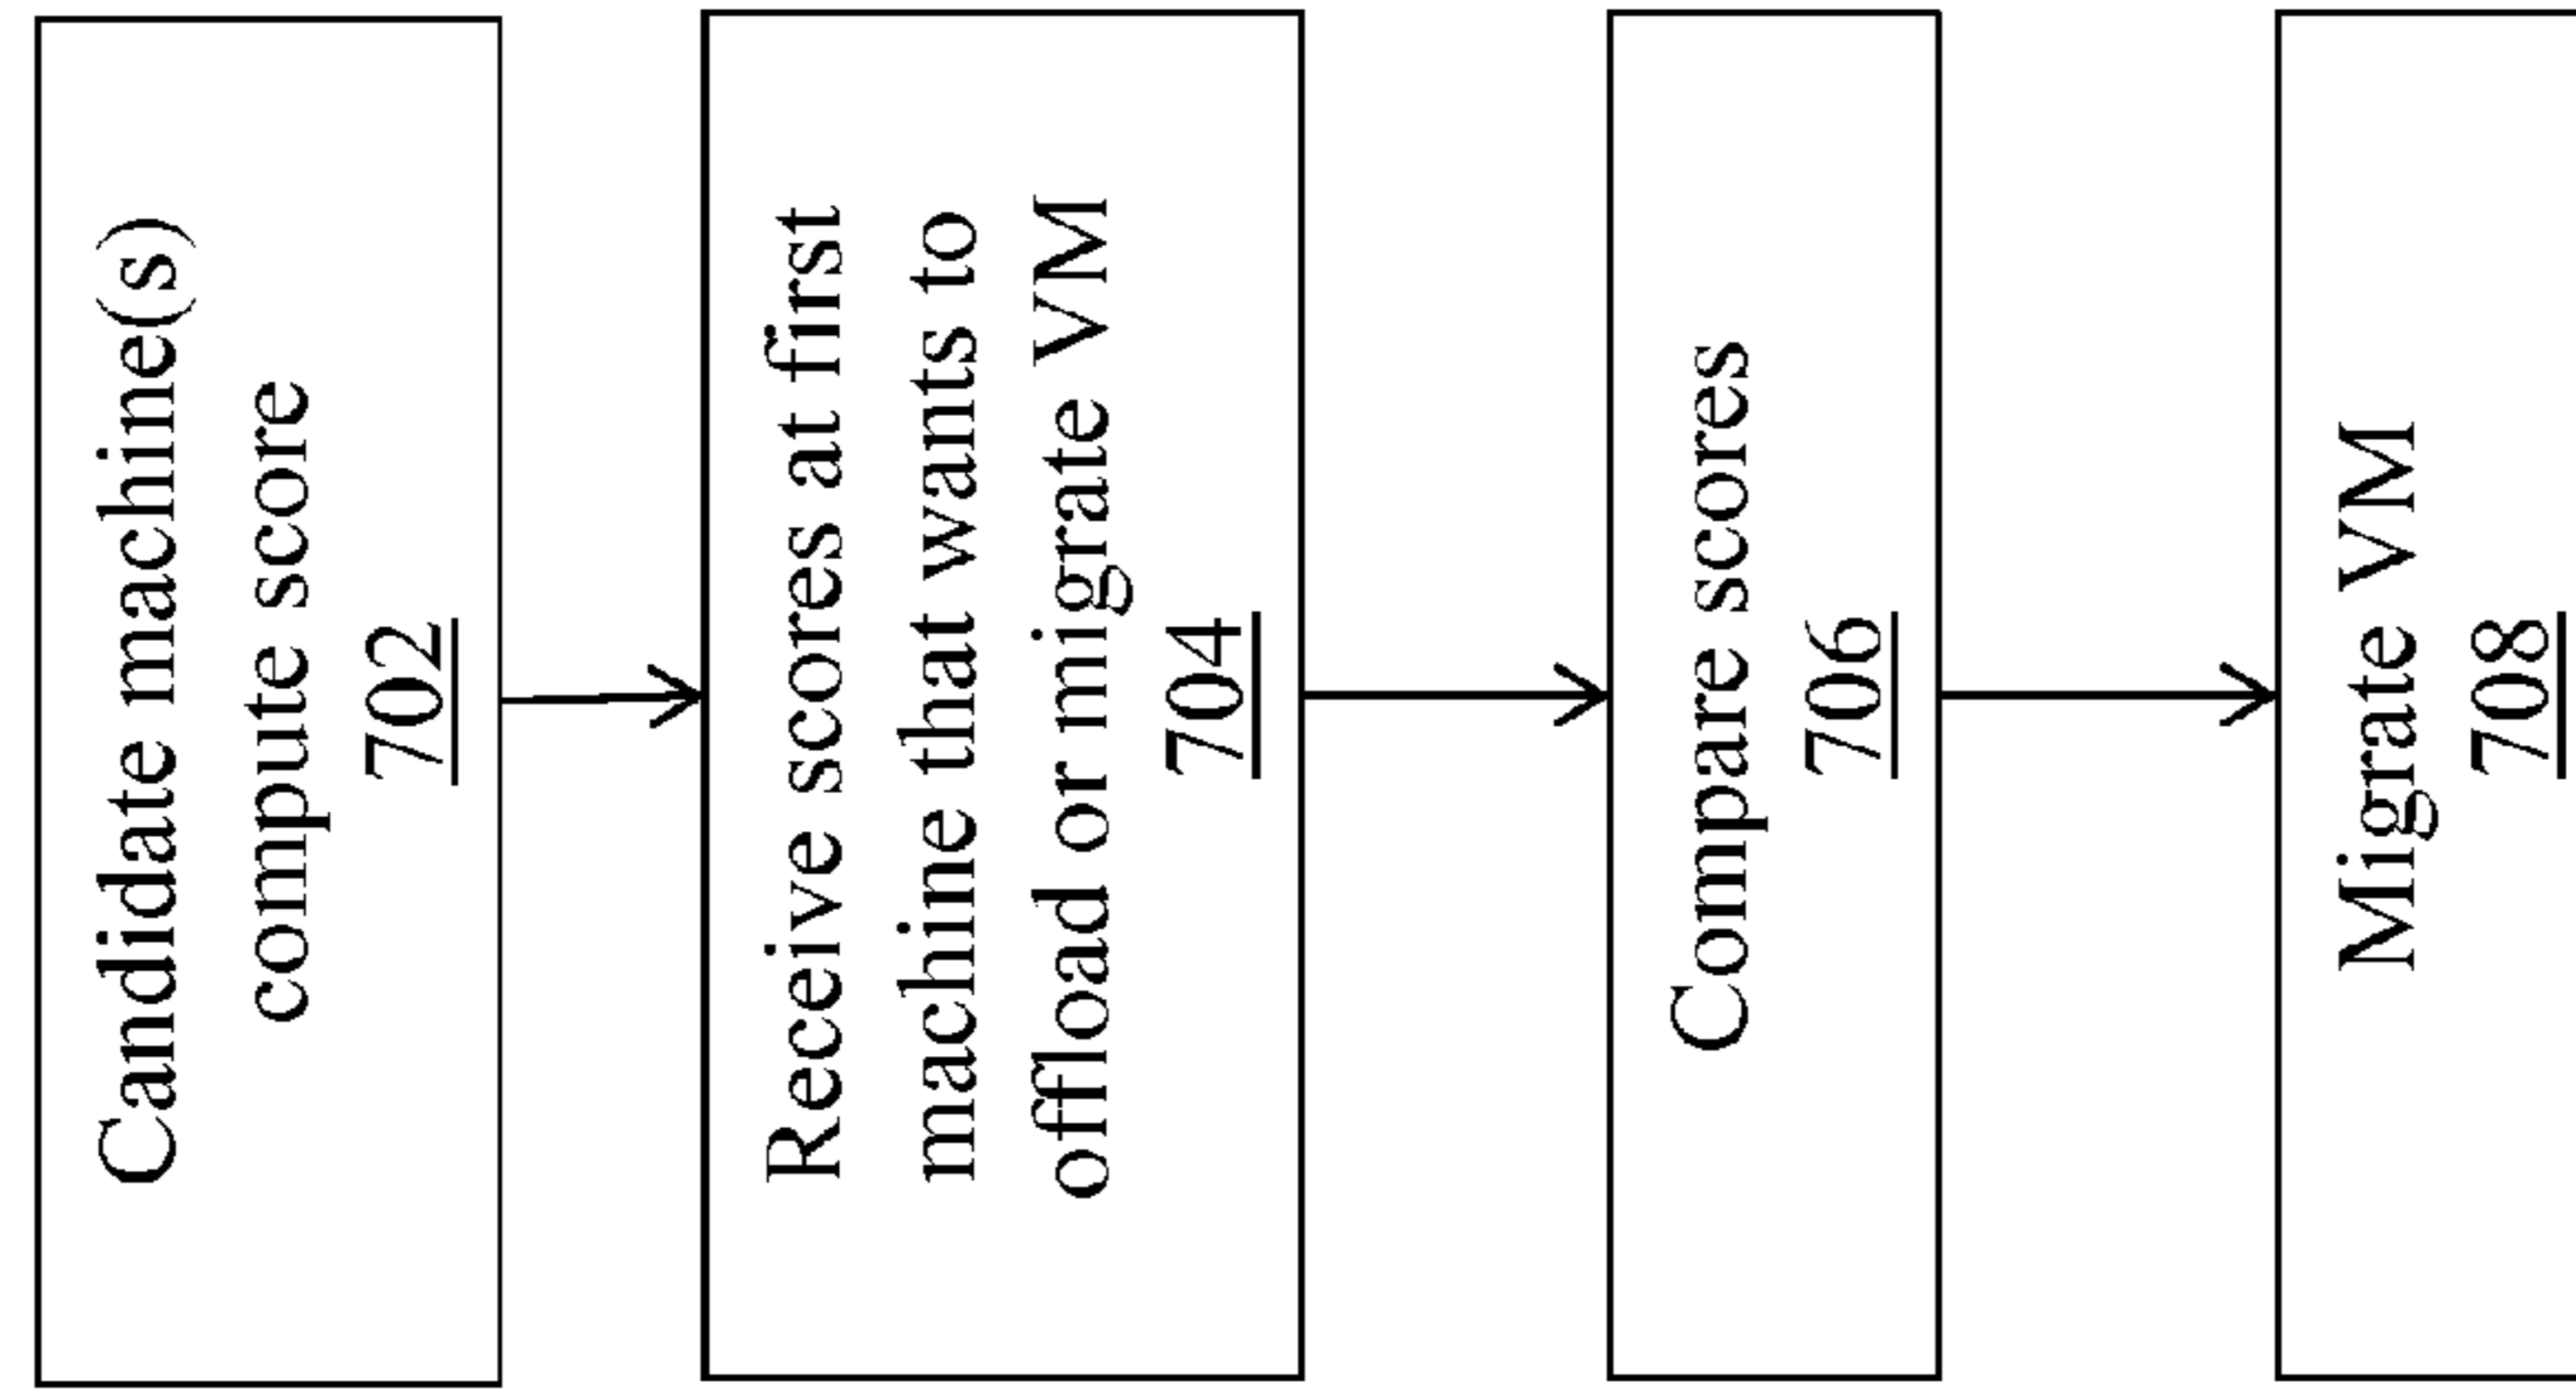 Candidate machine(s)
compute score
702
Receive scores at first
machine that wants to
offload or migrate VM
704
Compare scores
706
Migrate VM
708